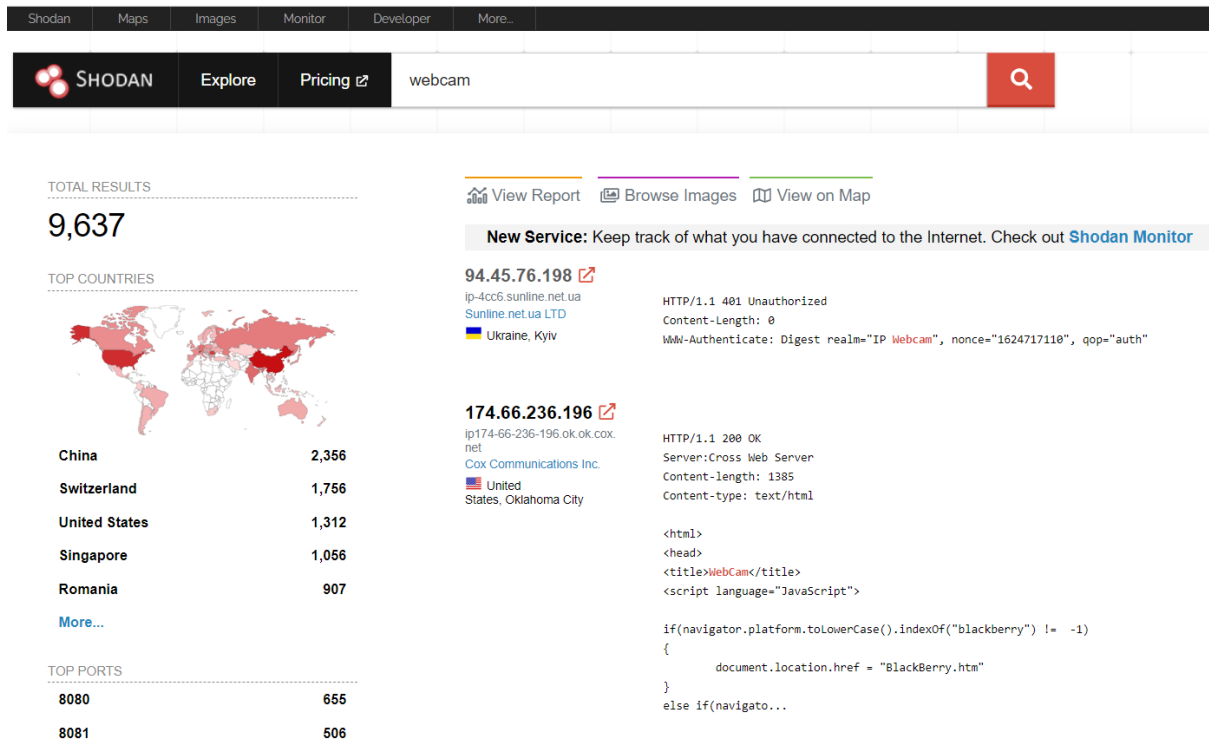 Shodan Maps Images Monitor Developer More...
SHODAN Explore Pricing webcam
TOTAL RESULTS
9,637
TOP COUNTRIES
China 2,356
Switzerland 1,756
United States 1,312
Singapore 1,056
Romania 907
More...
TOP PORTS
8080 655
8081 506
View Report Browse Images View on Map
New Service: Keep track of what you have connected to the Internet. Check out Shodan Monitor
94.45.76.198
ip-4cc6.sunline.net.ua
Sunline.net.ua LTD
Ukraine, Kyiv
HTTP/1.1 401 Unauthorized
Content-Length: 0
WWW-Authenticate: Digest realm="IP Webcam", nonce="1624717110", qop="auth"
174.66.236.196
ip174-66-236-196.ok.ok.cox.
net
Cox Communications Inc.
United
States, Oklahoma City
HTTP/1.1 200 OK
Server:Cross Web Server
Content-length: 1385
Content-type: text/html
<html>
<head>
<title>WebCam</title>
<script language="JavaScript">
if(navigator.platform.toLowerCase().indexOf("blackberry") != -1)
{
document.location.href = "BlackBerry.htm"
}
else if(navigato...